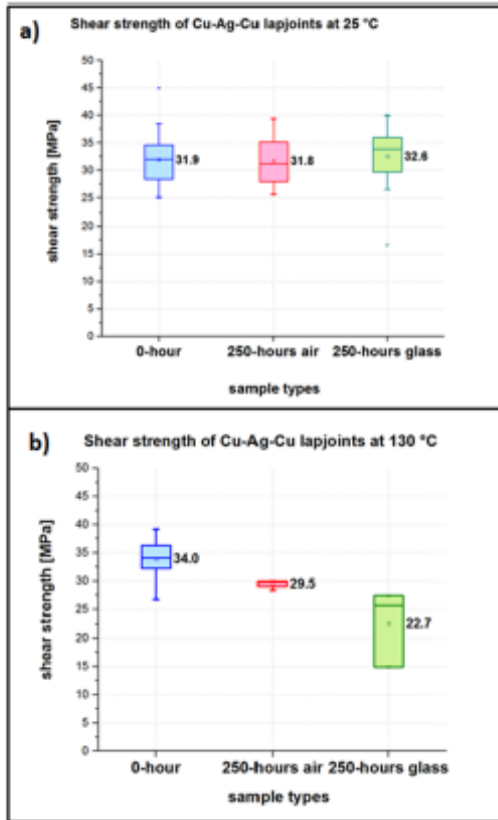 a)
Shear strength of Cu-Ag-Cu lapjoints at 25 °C
shear strength [MPa]
50
45
40
35
30
25
20
15
10
5
0
31.9
31.8
32.6
0-hour
250-hours air
250-hours glass
sample types
b)
Shear strength of Cu-Ag-Cu lapjoints at 130 °C
shear strength [MPa]
50
45
40
35
30
25
20
15
10
5
0
34.0
29.5
22.7
0-hour
250-hours air
250-hours glass
sample types